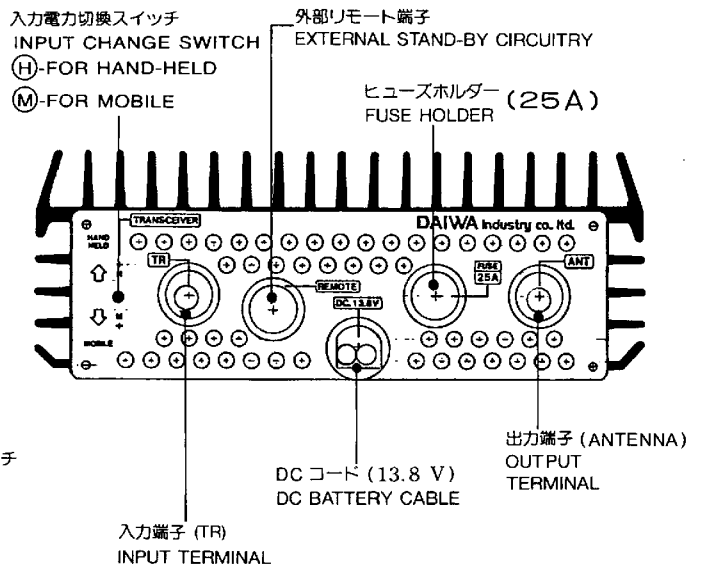 入力電力切換スイッチ
INPUT CHANGE SWITCH
Ⓗ-FOR HAND-HELD
Ⓜ-FOR MOBILE
外部リモート端子
EXTERNAL STAND-BY CIRCUITRY
ヒューズホルダー (25A)
FUSE HOLDER
TRANSCEIVER
DAIWA Industry co. ltd.
HAND
HELD
TR
REMOTE
DC.13.8V
FUSE
25A
ANT
H
M
MOBILE
チ
DC コード (13.8 V)
DC BATTERY CABLE
出力端子 (ANTENNA)
OUTPUT
TERMINAL
入力端子 (TR)
INPUT TERMINAL